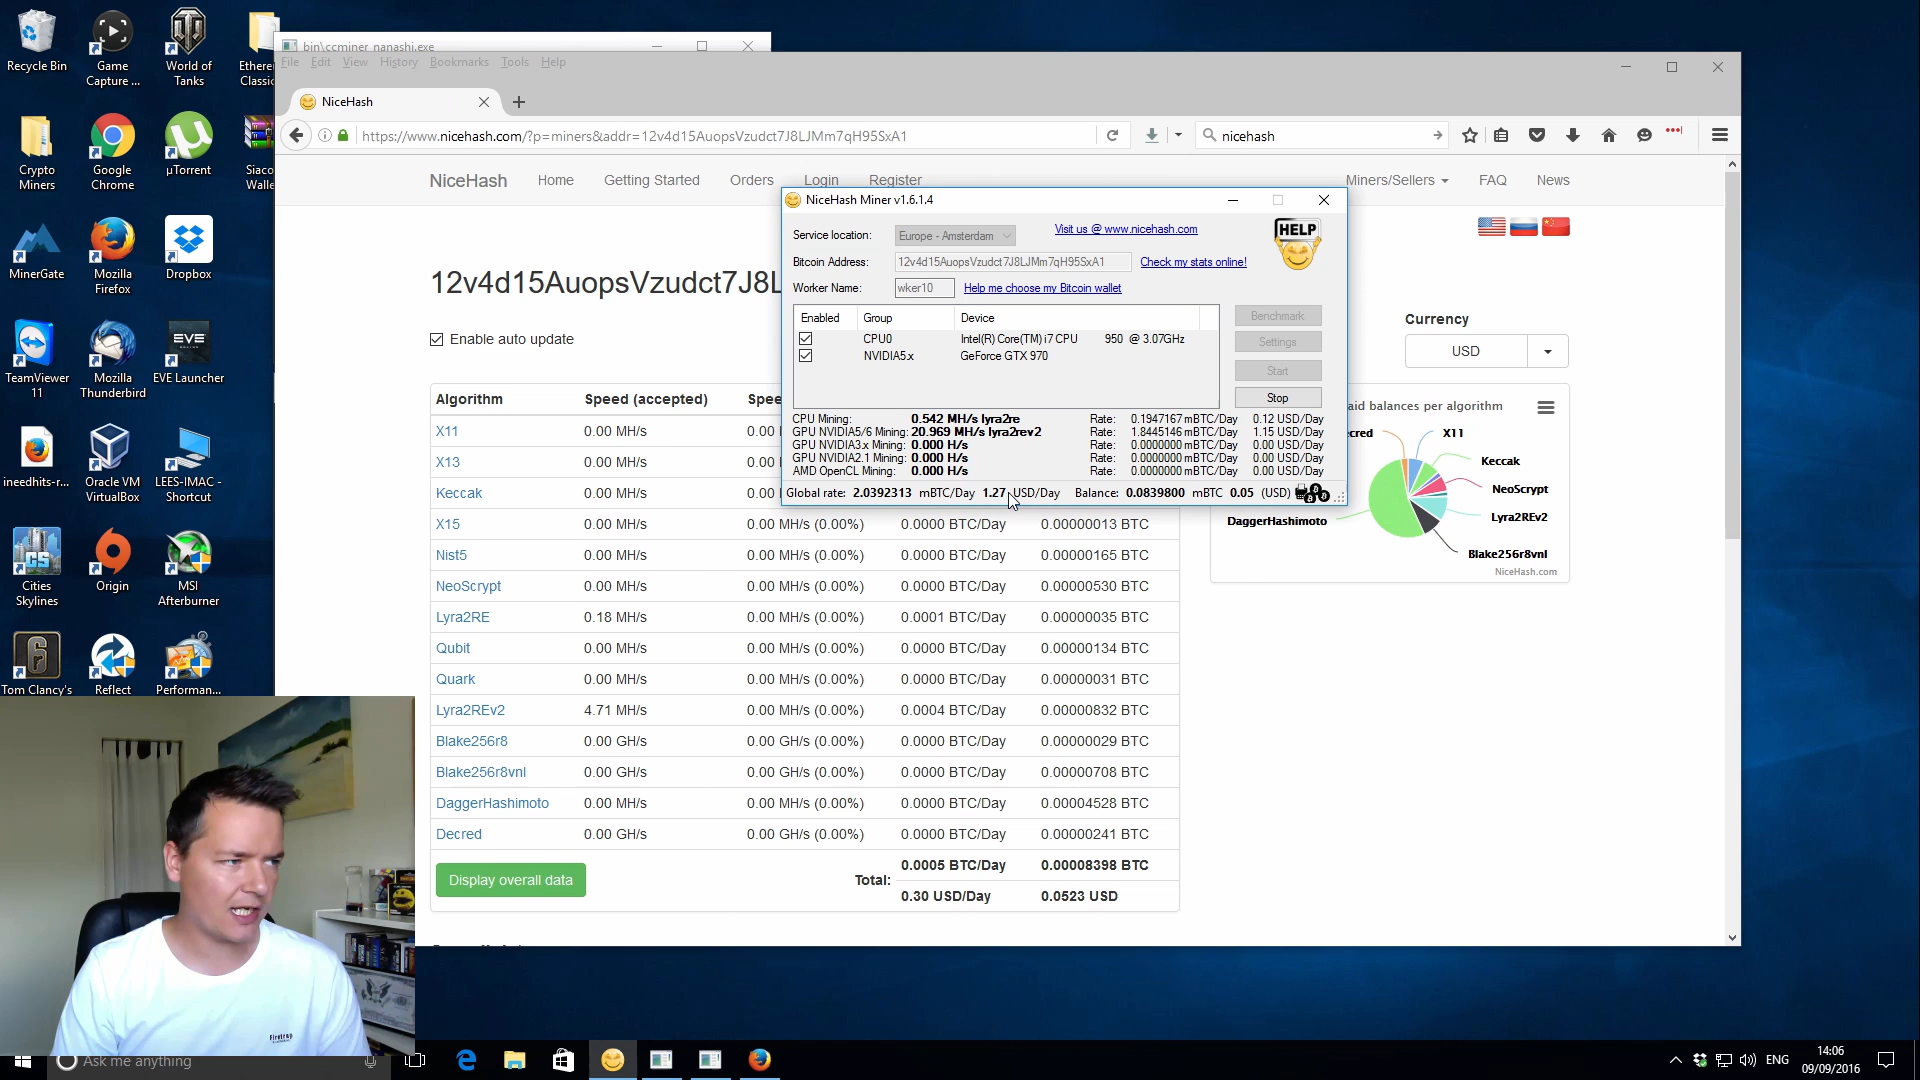 Recycle Bin
Game Capture ...
World of Tanks
Ethere Classic
Crypto Miners
Google Chrome
µTorrent
Siaco Walle
MinerGate
Mozilla Firefox
Dropbox
TeamViewer 11
Mozilla Thunderbird
EVE
EVE Launcher
ineedhits-r...
Oracle VM VirtualBox
LEES-IMAC - Shortcut
CS
Cities Skylines
Origin
MSI Afterburner
6
Tom Clancy's
Reflect
Performan...
bin\ccminer_nanashi.exe
File Edit View History Bookmarks Tools Help
NiceHash
https://www.nicehash.com/?p=miners&addr=12v4d15AuopsVzudct7J8LJMm7qH95SxA1
nicehash
NiceHash Home Getting Started Orders Login Register Miners/Sellers FAQ News
12v4d15AuopsVzudct7J8L
Enable auto update
Currency
USD
NiceHash Miner v1.6.1.4
Service location: Europe - Amsterdam Visit us @ www.nicehash.com
HELP
Bitcoin Address: 12v4d15AuopsVzudct7J8LJMm7qH95SxA1 Check my stats online!
Worker Name: wker10 Help me choose my Bitcoin wallet
Enabled Group Device
CPU0 Intel(R) Core(TM) i7 CPU 950 @ 3.07GHz
NVIDIA5.x GeForce GTX 970
Benchmark
Settings
Start
Stop
CPU Mining: 0.542 MH/s lyra2re Rate: 0.1947167 mBTC/Day 0.12 USD/Day
GPU NVIDIA5/6 Mining: 20.969 MH/s lyra2rev2 Rate: 1.8445146 mBTC/Day 1.15 USD/Day
GPU NVIDIA3.x Mining: 0.000 H/s Rate: 0.0000000 mBTC/Day 0.00 USD/Day
GPU NVIDIA2.1 Mining: 0.000 H/s Rate: 0.0000000 mBTC/Day 0.00 USD/Day
AMD OpenCL Mining: 0.000 H/s Rate: 0.0000000 mBTC/Day 0.00 USD/Day
Global rate: 2.0392313 mBTC/Day 1.27 USD/Day Balance: 0.0839800 mBTC 0.05 (USD)
Algorithm Speed (accepted) Spee
X11 0.00 MH/s 0.00
X13 0.00 MH/s 0.00
Keccak 0.00 MH/s 0.00
X15 0.00 MH/s 0.00 MH/s (0.00%) 0.0000 BTC/Day 0.00000013 BTC
Nist5 0.00 MH/s 0.00 MH/s (0.00%) 0.0000 BTC/Day 0.00000165 BTC
NeoScrypt 0.00 MH/s 0.00 MH/s (0.00%) 0.0000 BTC/Day 0.00000530 BTC
Lyra2RE 0.18 MH/s 0.00 MH/s (0.00%) 0.0001 BTC/Day 0.00000035 BTC
Qubit 0.00 MH/s 0.00 MH/s (0.00%) 0.0000 BTC/Day 0.00000134 BTC
Quark 0.00 MH/s 0.00 MH/s (0.00%) 0.0000 BTC/Day 0.00000031 BTC
Lyra2REv2 4.71 MH/s 0.00 MH/s (0.00%) 0.0004 BTC/Day 0.00000832 BTC
Blake256r8 0.00 GH/s 0.00 GH/s (0.00%) 0.0000 BTC/Day 0.00000029 BTC
Blake256r8vnl 0.00 GH/s 0.00 GH/s (0.00%) 0.0000 BTC/Day 0.00000708 BTC
DaggerHashimoto 0.00 MH/s 0.00 MH/s (0.00%) 0.0000 BTC/Day 0.00004528 BTC
Decred 0.00 GH/s 0.00 GH/s (0.00%) 0.0000 BTC/Day 0.00000241 BTC
Display overall data
Total: 0.0005 BTC/Day 0.00008398 BTC
0.30 USD/Day 0.0523 USD
aid balances per algorithm
cred
X11
Keccak
NeoScrypt
Lyra2REv2
DaggerHashimoto
Blake256r8vnl
NiceHash.com
Firetrap
Ask me anything
ENG
14:06
09/09/2016